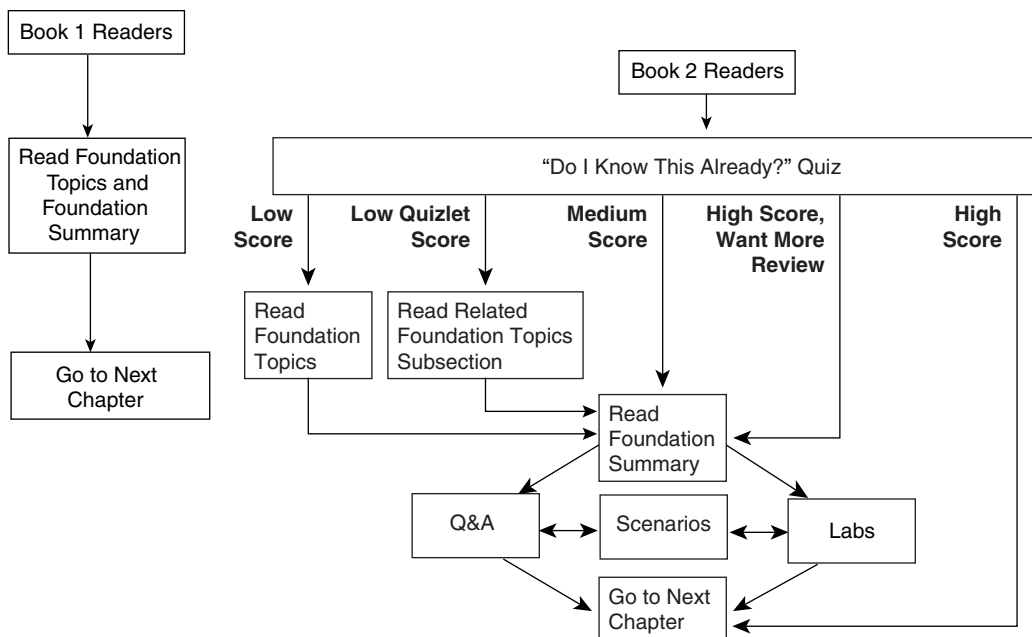 Book 1 Readers
Read Foundation
Topics and
Foundation
Summary
Go to Next
Chapter
Book 2 Readers
“Do I Know This Already?” Quiz
Low
Score
Low Quizlet
Score
Medium
Score
High Score,
Want More
Review
High
Score
Read
Foundation
Topics
Read Related
Foundation Topics
Subsection
Read
Foundation
Summary
Q&A
Scenarios
Labs
Go to Next
Chapter